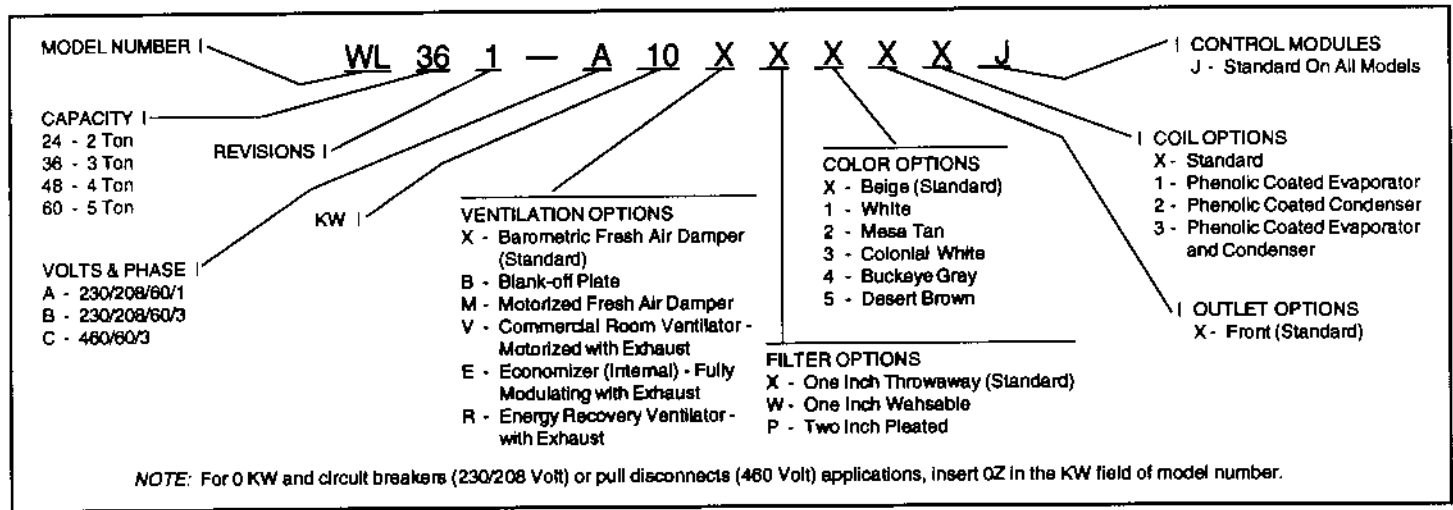 MODEL NUMBER
WL 36 1 — A 10 X X X X X J
CONTROL MODULES
J - Standard On All Models
CAPACITY
24 - 2 Ton
36 - 3 Ton
48 - 4 Ton
60 - 5 Ton
REVISIONS
KW
VOLTS & PHASE
A - 230/208/60/1
B - 230/208/60/3
C - 460/60/3
VENTILATION OPTIONS
X - Barometric Fresh Air Damper
(Standard)
B - Blank-off Plate
M - Motorized Fresh Air Damper
V - Commercial Room Ventilator -
Motorized with Exhaust
E - Economizer (Internal) - Fully
Modulating with Exhaust
R - Energy Recovery Ventilator -
with Exhaust
COLOR OPTIONS
X - Beige (Standard)
1 - White
2 - Mesa Tan
3 - Colonial White
4 - Buckeye Gray
5 - Desert Brown
FILTER OPTIONS
X - One Inch Throwaway (Standard)
W - One Inch Wahsable
P - Two Inch Pleated
COIL OPTIONS
X - Standard
1 - Phenolic Coated Evaporator
2 - Phenolic Coated Condenser
3 - Phenolic Coated Evaporator
and Condenser
OUTLET OPTIONS
X - Front (Standard)
NOTE: For 0 KW and circuit breakers (230/208 Volt) or pull disconnects (460 Volt) applications, insert 0Z in the KW field of model number.